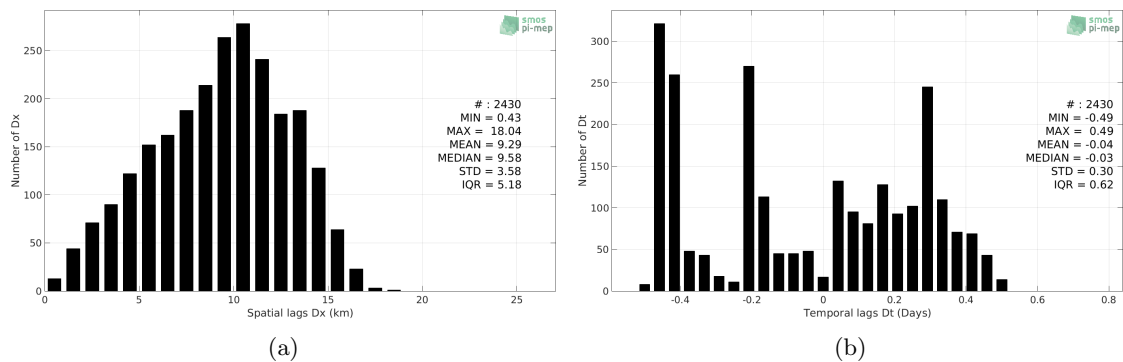 smos
pi-mep
250
200
150
100
50
0
Number of Dx
# : 2430
MIN = 0.43
MAX = 18.04
MEAN = 9.29
MEDIAN = 9.58
STD = 3.58
IQR = 5.18
0 5 10 15 20 25
Spatial lags Dx (km)
(a)
smos
pi-mep
300
250
200
150
100
50
0
Number of Dt
# : 2430
MIN = -0.49
MAX = 0.49
MEAN = -0.04
MEDIAN = -0.03
STD = 0.30
IQR = 0.62
-0.4 -0.2 0 0.2 0.4 0.6 0.8
Temporal lags Dt (Days)
(b)